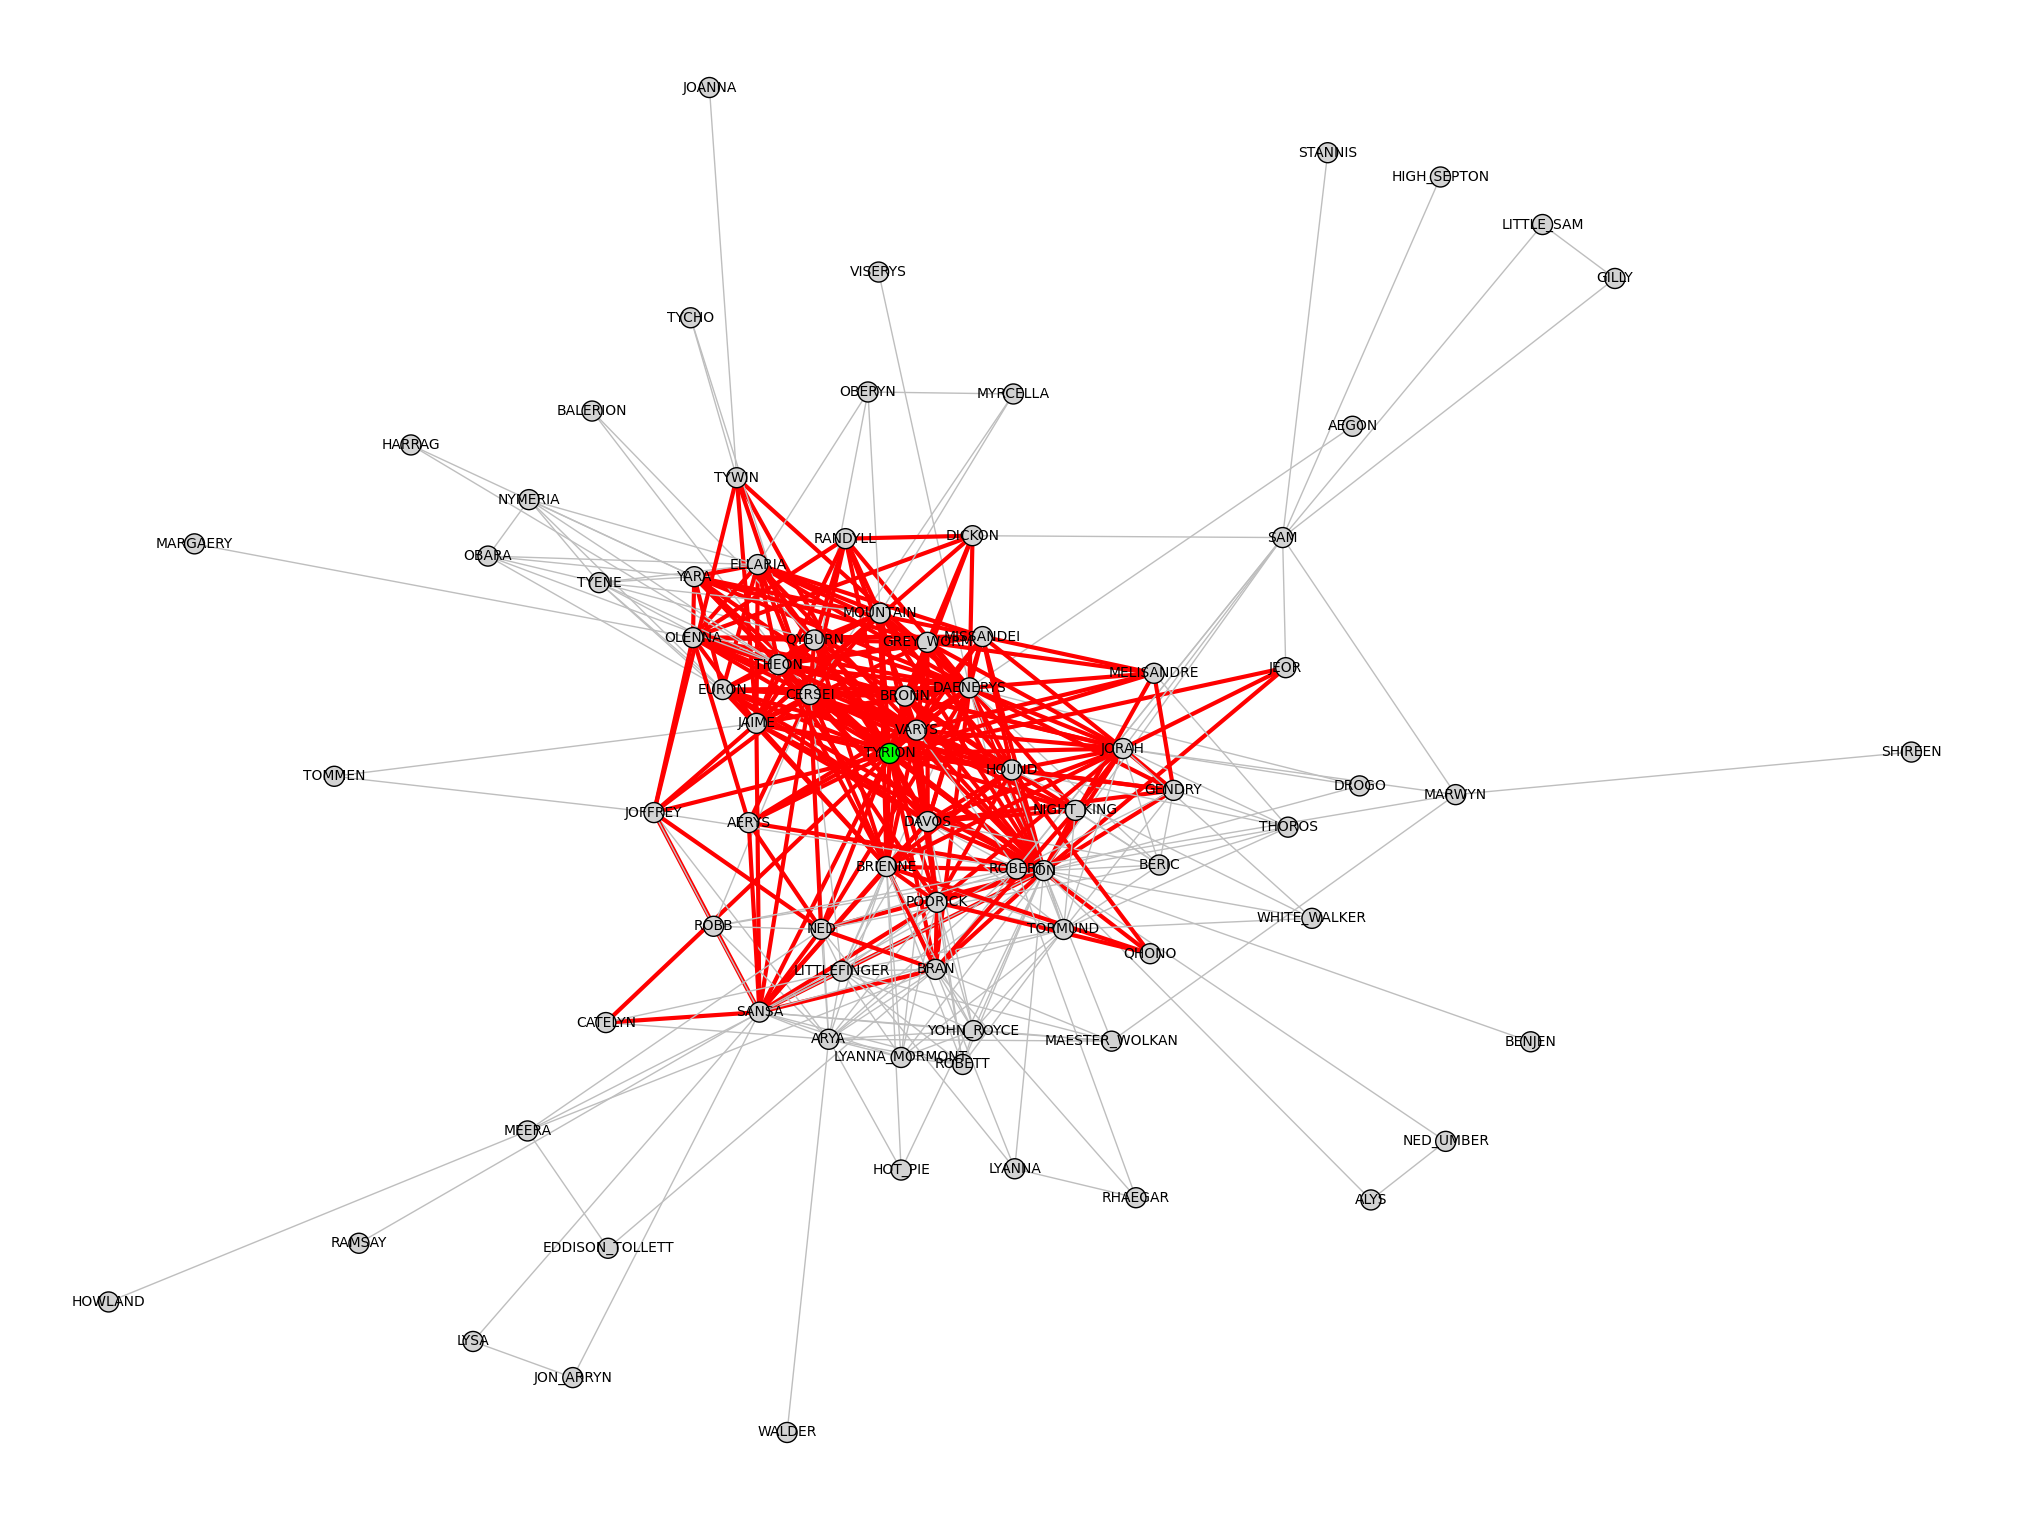 JOANNA
STANNIS
HIGH_SEPTON
LITTLE_SAM
VISERYS
GILLY
TYCHO
OBERYN
MYRCELLA
BALERION
AEGON
HARRAG
TYWIN
NYMERIA
RANDYLL
DICKON
SAM
MARGAERY
OBARA
ELLARIA
YARA
TYENE
MOUNTAIN
OLENNA
QYBURN
GREY_WORM
MISSANDEI
THEON
MELISANDRE
JEOR
EURON
CERSEI
BRONN
DAENERYS
JAIME
VARYS
TYRION
JORAH
SHIREEN
TOMMEN
HOUND
GENDRY
DROGO
MARWYN
JOFFREY
AERYS
DAVOS
NIGHT_KING
THOROS
BRIENNE
ROBERT
JON
BERIC
PODRICK
ROBB
NED
TORMUND
WHITE_WALKER
QHONO
LITTLEFINGER
BRAN
SANSA
CATELYN
ARYA
YOHN_ROYCE
MAESTER_WOLKAN
BENJEN
LYANNA_MORMONT
ROBETT
MEERA
NED_UMBER
HOT_PIE
LYANNA
RHAEGAR
ALYS
RAMSAY
EDDISON_TOLLETT
HOWLAND
LYSA
JON_ARRYN
WALDER